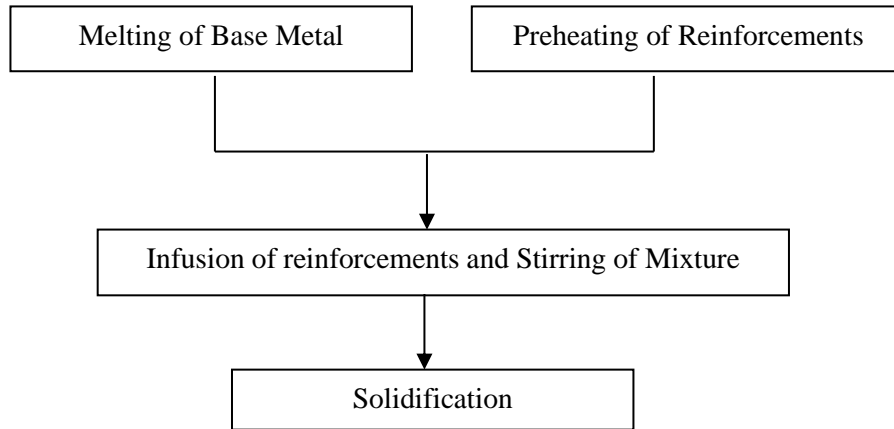 Melting of Base Metal
Preheating of Reinforcements
Infusion of reinforcements and Stirring of Mixture
Solidification